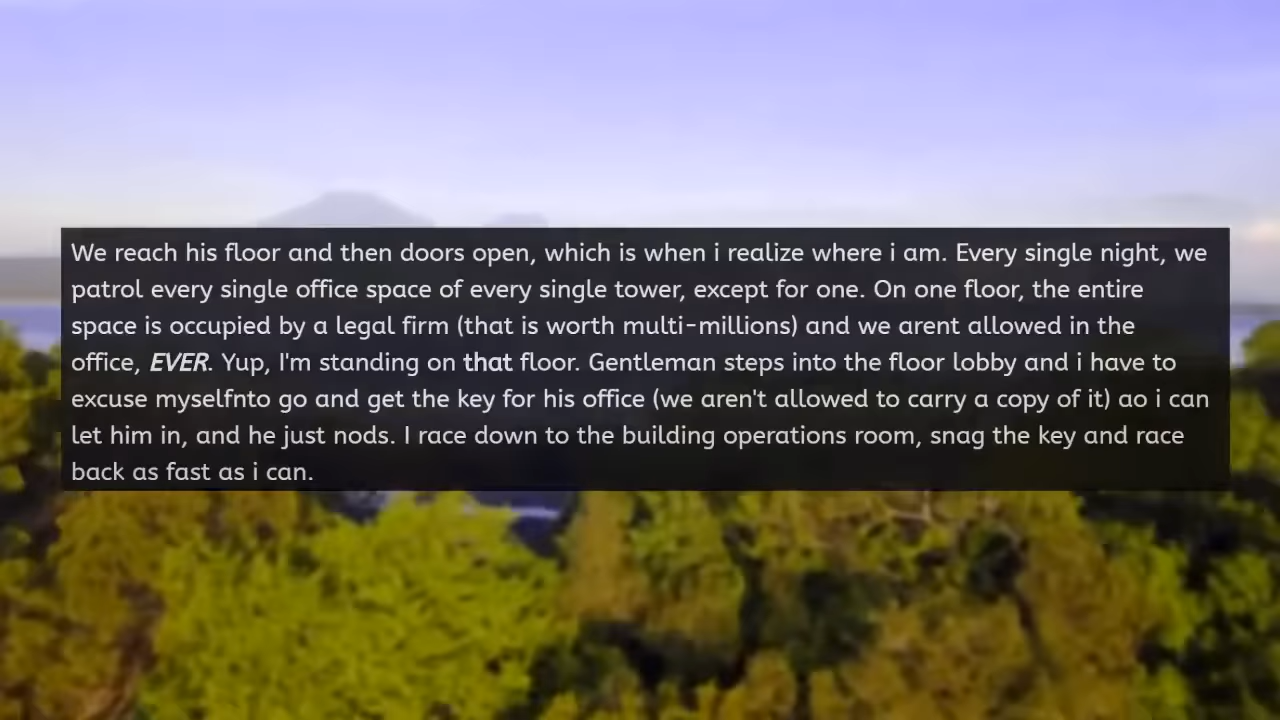 We reach his floor and then doors open, which is when i realize where i am. Every single night, we
patrol every single office space of every single tower, except for one. On one floor, the entire
space is occupied by a legal firm (that is worth multi-millions) and we arent allowed in the
office, EVER. Yup, I'm standing on that floor. Gentleman steps into the floor lobby and i have to
excuse myselfnto go and get the key for his office (we aren't allowed to carry a copy of it) ao i can
let him in, and he just nods. I race down to the building operations room, snag the key and race
back as fast as i can.